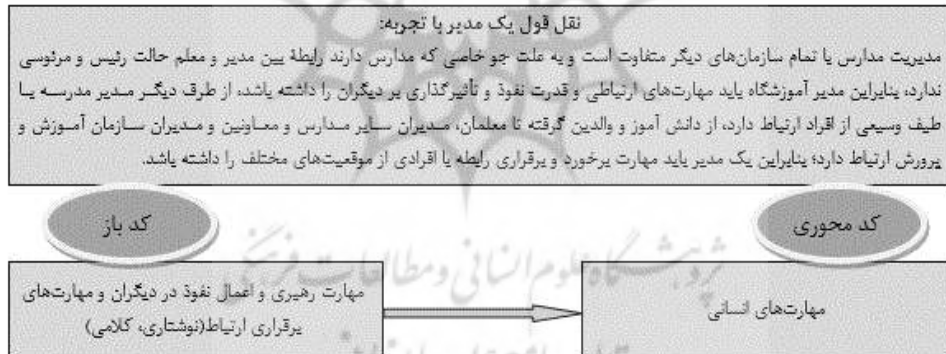 نقل قول یک مدیر با تجربه:
مدیریت مدارس با تمام سازمان‌های دیگر متفاوت است و به علت جو خاصی که مدارس دارند رابطهٔ بین مدیر و معلم حالت رئیس و مرئوسی
ندارد، بنابراین مدیر آموزشگاه باید مهارت‌های ارتباطی و قدرت نفوذ و تأثیرگذاری بر دیگران را داشته باشد، از طرف دیگر مدیر مدرسه با
طیف وسیعی از افراد ارتباط دارد، از دانش آموز و والدین گرفته تا معلمان، مدیران سایر مدارس و معاونین و مدیران سازمان آموزش و
پرورش ارتباط دارد؛ بنابراین یک مدیر باید مهارت برخورد و برقراری رابطه با افرادی از موقعیت‌های مختلف را داشته باشد.
کد محوری
کد باز
پژوهشگاه علوم انسانی و مطالعات فرهنگی
مهارت‌های انسانی
مهارت رهبری و اعمال نفوذ در دیگران و مهارت‌های
برقراری ارتباط(نوشتاری، کلامی)